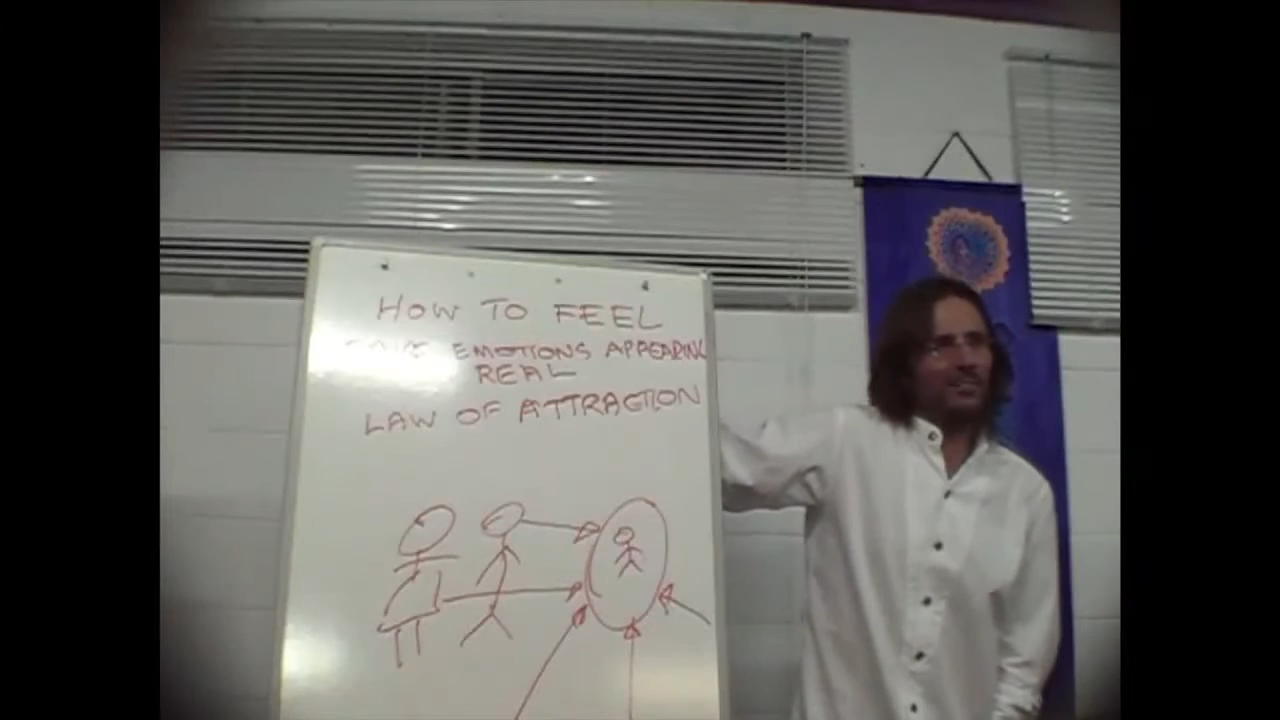 HOW TO FEEL
EMOTIONS APPEARING
REAL
LAW OF ATTRACTION